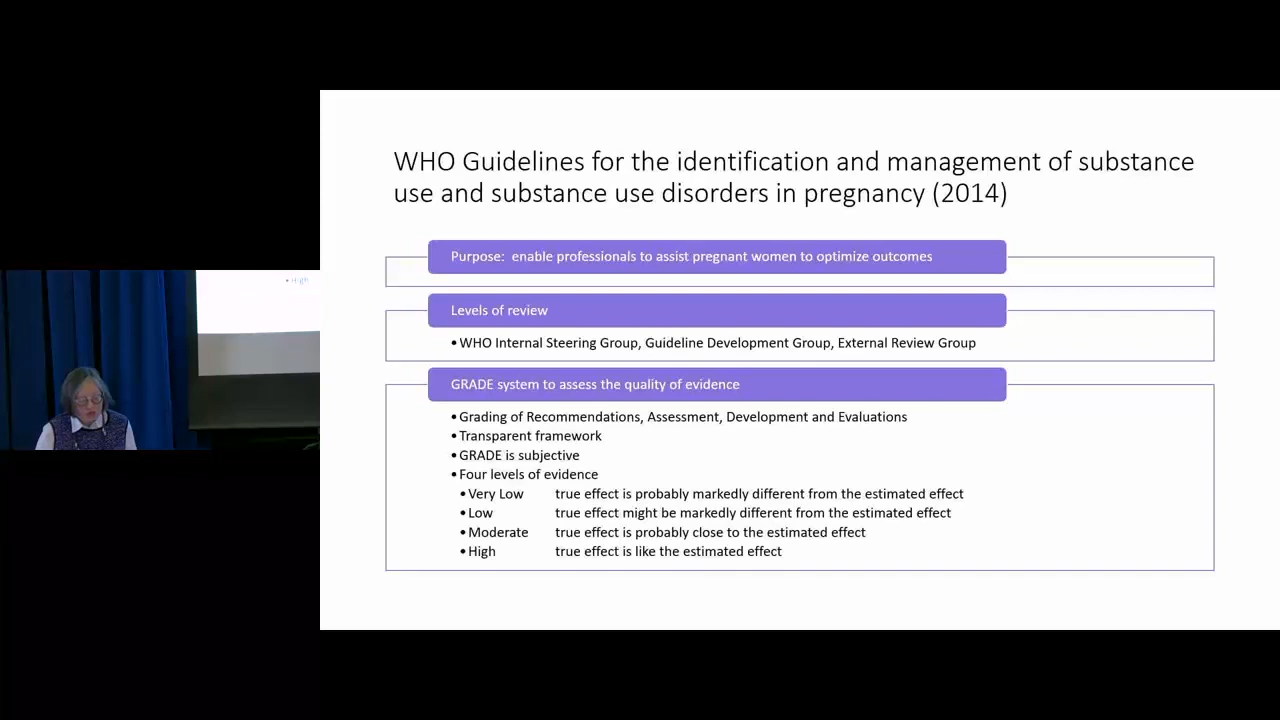 WHO Guidelines for the identification and management of substance
use and substance use disorders in pregnancy (2014)
Purpose: enable professionals to assist pregnant women to optimize outcomes
Levels of review
• WHO Internal Steering Group, Guideline Development Group, External Review Group
GRADE system to assess the quality of evidence
• Grading of Recommendations, Assessment, Development and Evaluations
• Transparent framework
• GRADE is subjective
• Four levels of evidence
• Very Low true effect is probably markedly different from the estimated effect
• Low true effect might be markedly different from the estimated effect
• Moderate true effect is probably close to the estimated effect
• High true effect is like the estimated effect
• High